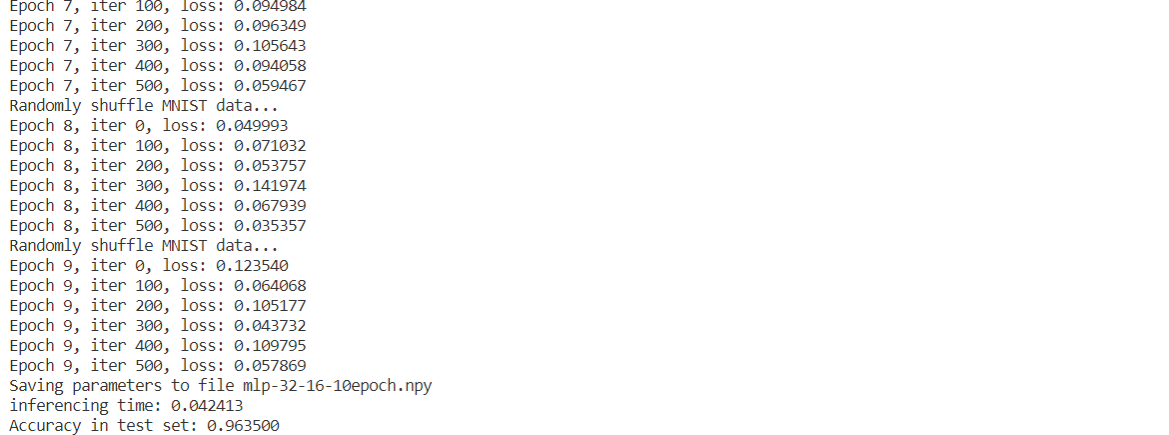 Epoch 7, iter 100, loss: 0.094984
Epoch 7, iter 200, loss: 0.096349
Epoch 7, iter 300, loss: 0.105643
Epoch 7, iter 400, loss: 0.094058
Epoch 7, iter 500, loss: 0.059467
Randomly shuffle MNIST data...
Epoch 8, iter 0, loss: 0.049993
Epoch 8, iter 100, loss: 0.071032
Epoch 8, iter 200, loss: 0.053757
Epoch 8, iter 300, loss: 0.141974
Epoch 8, iter 400, loss: 0.067939
Epoch 8, iter 500, loss: 0.035357
Randomly shuffle MNIST data...
Epoch 9, iter 0, loss: 0.123540
Epoch 9, iter 100, loss: 0.064068
Epoch 9, iter 200, loss: 0.105177
Epoch 9, iter 300, loss: 0.043732
Epoch 9, iter 400, loss: 0.109795
Epoch 9, iter 500, loss: 0.057869
Saving parameters to file mlp-32-16-10epoch.npy
inferencing time: 0.042413
Accuracy in test set: 0.963500